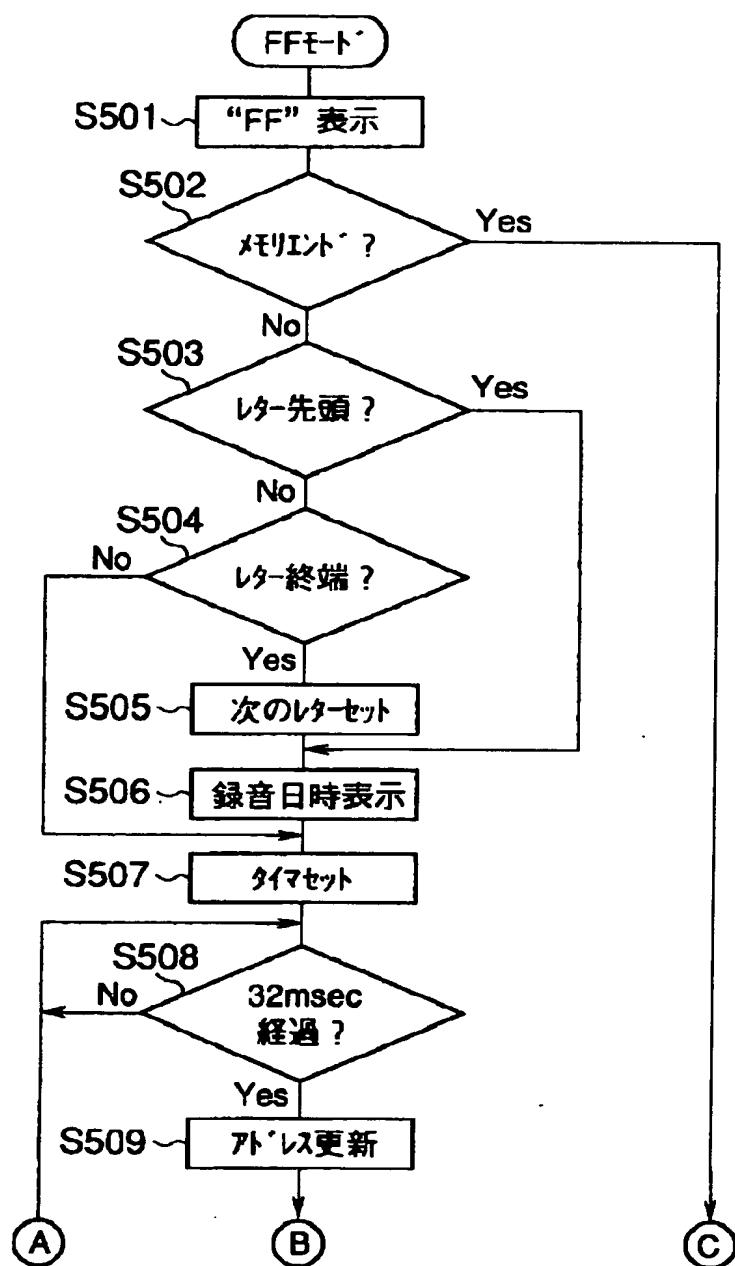 FFモード
S501
“FF” 表示
S502
メモリエンド?
Yes
No
S503
レター先頭?
Yes
No
S504
レター終端?
No
Yes
S505
次のレターセット
S506
録音日時表示
S507
タイマセット
S508
32msec
経過?
No
Yes
S509
アドレス更新
A
B
C